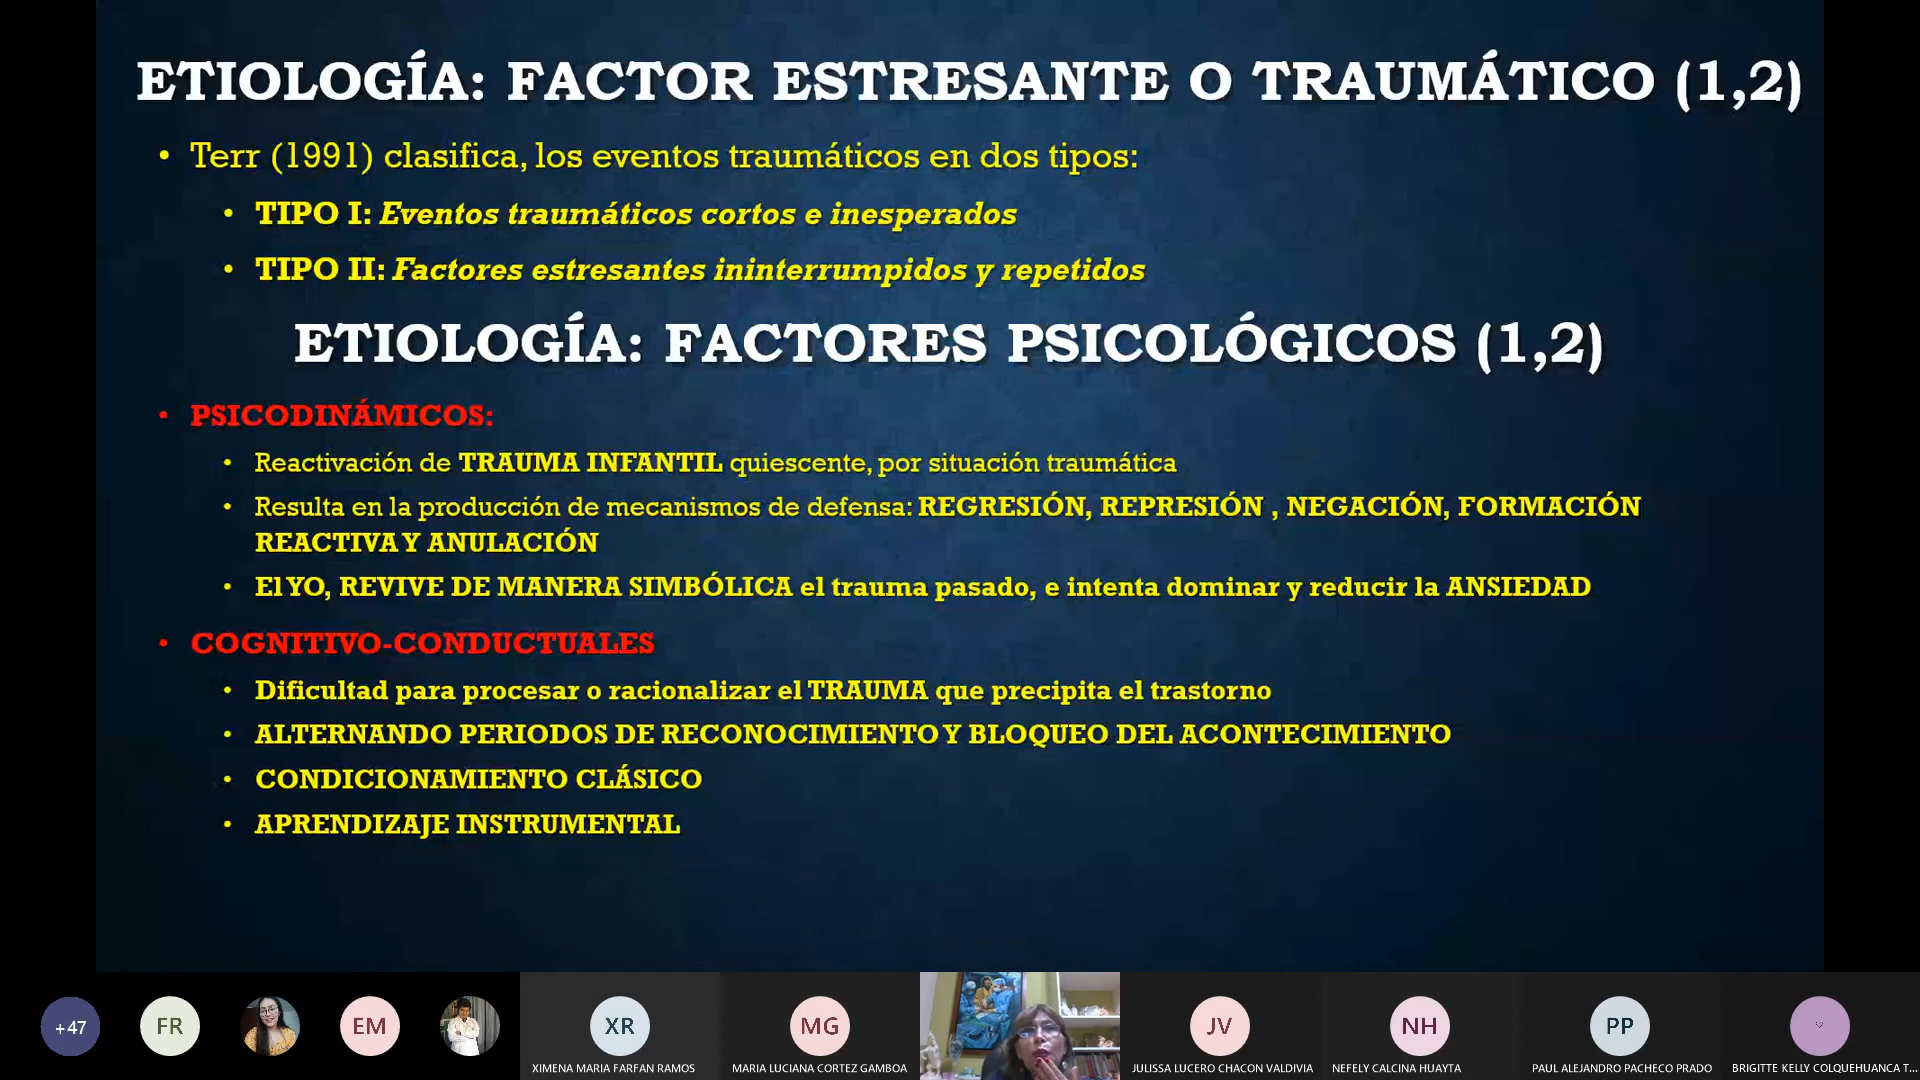 ETIOLOGÍA: FACTOR ESTRESANTE O TRAUMÁTICO (1,2)
• Terr (1991) clasifica, los eventos traumáticos en dos tipos:
• TIPO I: Eventos traumáticos cortos e inesperados
• TIPO II: Factores estresantes ininterrumpidos y repetidos
ETIOLOGÍA: FACTORES PSICOLÓGICOS (1,2)
• PSICODINÁMICOS:
• Reactivación de TRAUMA INFANTIL quiescente, por situación traumática
• Resulta en la producción de mecanismos de defensa: REGRESIÓN, REPRESIÓN , NEGACIÓN, FORMACIÓN
REACTIVA Y ANULACIÓN
• El YO, REVIVE DE MANERA SIMBÓLICA el trauma pasado, e intenta dominar y reducir la ANSIEDAD
• COGNITIVO-CONDUCTUALES
• Dificultad para procesar o racionalizar el TRAUMA que precipita el trastorno
• ALTERNANDO PERIODOS DE RECONOCIMIENTO Y BLOQUEO DEL ACONTECIMIENTO
• CONDICIONAMIENTO CLÁSICO
• APRENDIZAJE INSTRUMENTAL
+47 FR EM XR MG JV NH PP
XIMENA MARIA FARFAN RAMOS MARIA LUCIANA CORTEZ GAMBOA JULISSA LUCERO CHACON VALDIVIA NEFELY CALCINA HUAYTA PAUL ALEJANDRO PACHECO PRADO BRIGITTE KELLY COLQUEHUANCA T...